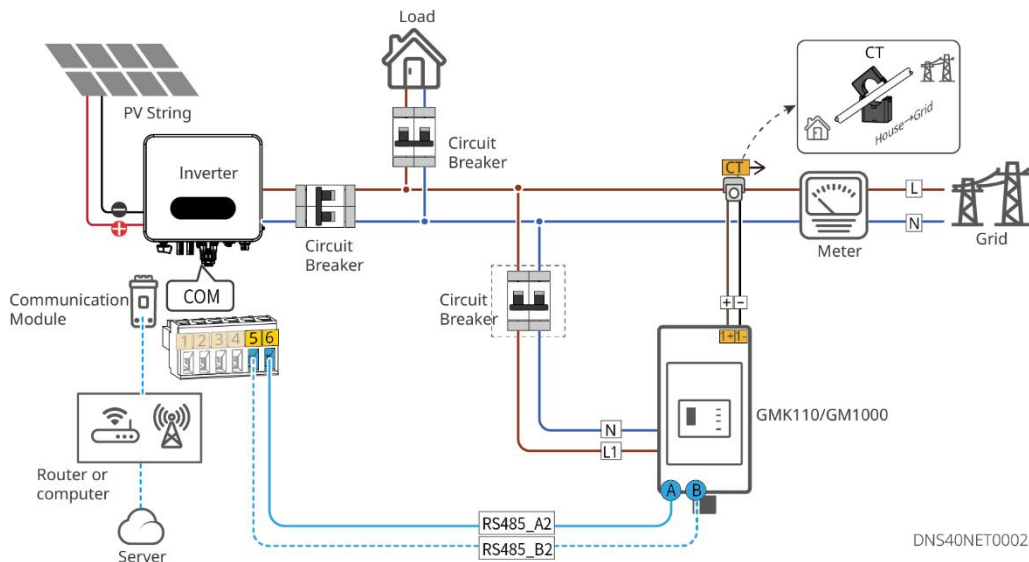 Load
CT
House→Grid
PV String
Circuit
Breaker
Inverter
CT
L
N
Grid
Meter
Circuit
Breaker
COM
Communication
Module
Circuit
Breaker
+ −
1 2 3 4 5 6
1+ 1-
GMK110/GM1000
N
L1
Router or
computer
A B
RS485_A2
RS485_B2
Server
DNS40NET0002